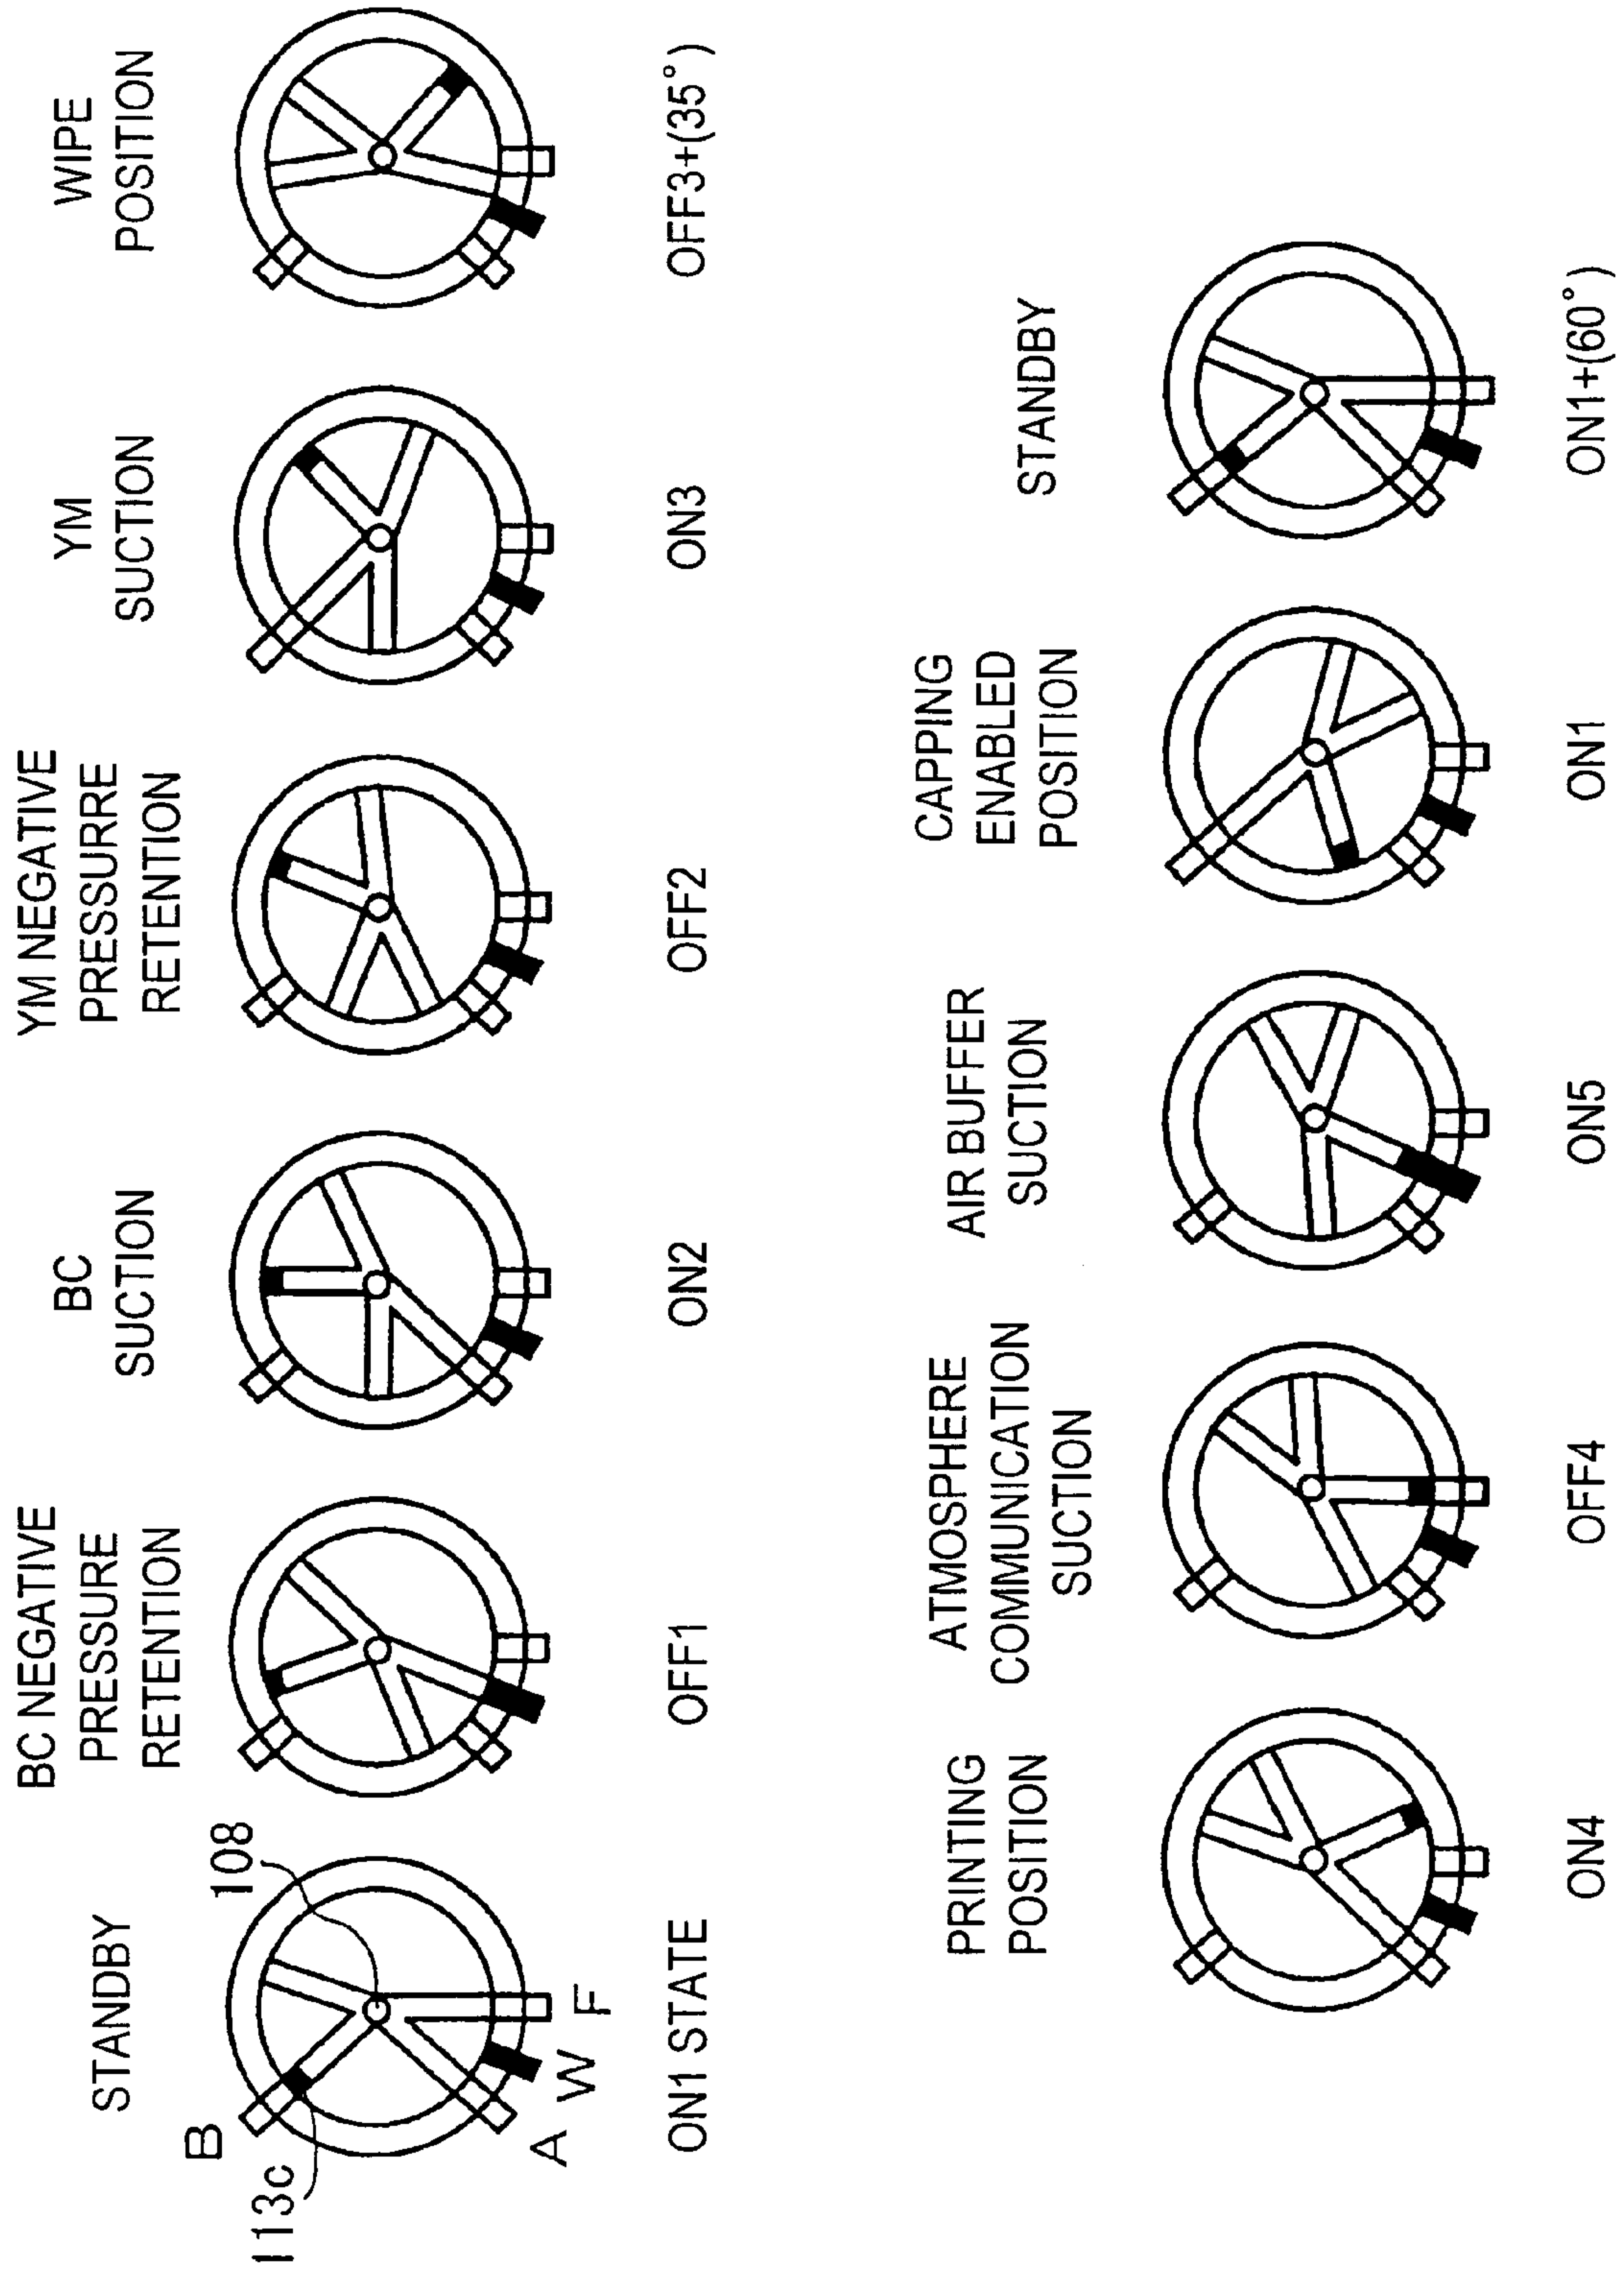 STANDBY
BC NEGATIVE
PRESSURE
RETENTION
BC
SUCTION
YM NEGATIVE
PRESSURRE
RETENTION
YM
SUCTION
WIPE
POSITION
B
113c
108
A
W
F
ON1 STATE
OFF1
ON2
OFF2
ON3
OFF3+(35°)
PRINTING
POSITION
ATMOSPHERE
COMMUNICATION
SUCTION
AIR BUFFER
SUCTION
CAPPING
ENABLED
POSITION
STANDBY
ON4
OFF4
ON5
ON1
ON1+(60°)